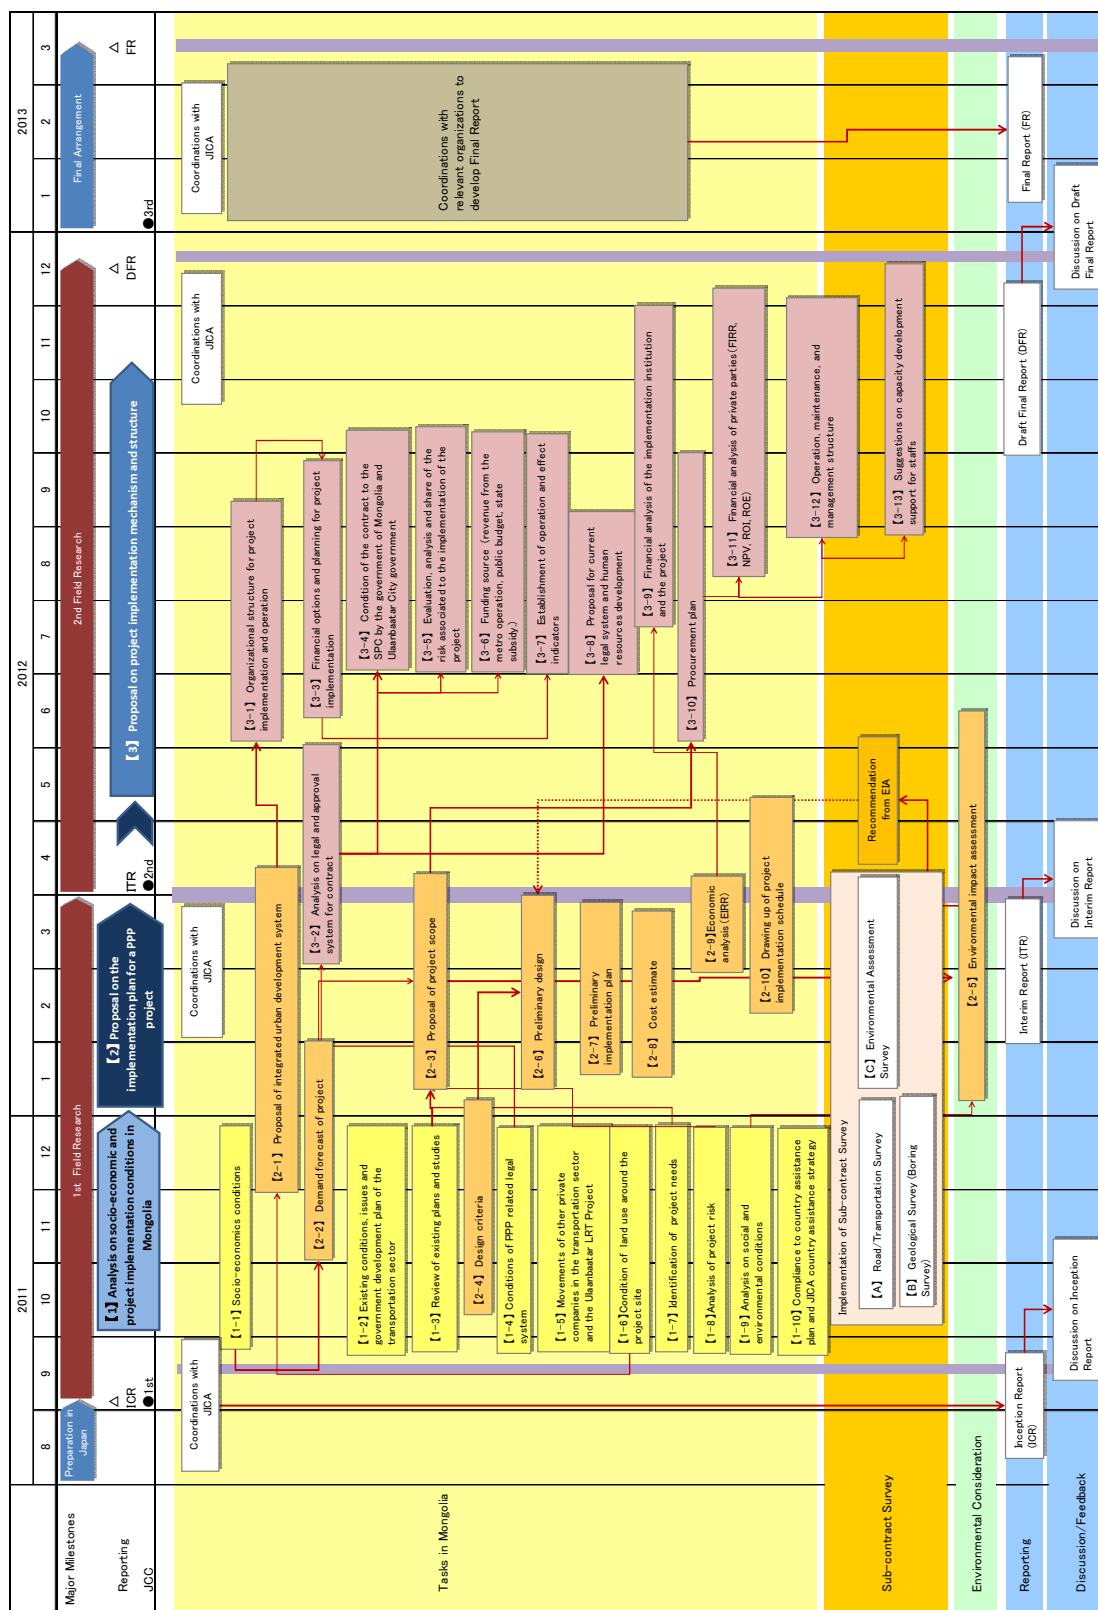 2011
2012
2013
8
9
10
11
12
1
2
3
4
5
6
7
8
9
10
11
12
1
2
3
Major Milestones
Preparation in
Japan
1st Field Research
2nd Field Research
Final Arrangement
【1】Analysis on socio-economic and
project implementation conditions in
Mongolia
【2】Proposal on the
implementation plan for a PPP
project
【3】 Proposal on project implementation mechanism and structure
Reporting
△
ICR
ITR
△
DFR
△
FR
JCC
●1st
●2nd
●3rd
Tasks in Mongolia
Coordinations with
JICA
Coordinations with
JICA
Coordinations with
JICA
Coordinations with
JICA
【1-1】Socio-economics conditions
【1-2】Existing conditions, issues and
government development plan of the
transportation sector
【1-3】Review of existing plans and studies
【1-4】Conditions of PPP related legal
system
【1-5】Movements of other private
companies in the transportation sector
and the Ulaanbaatar LRT Project
【1-6】Condition of land use around the
project site
【1-7】Identification of project needs
【1-8】Analysis of project risk
【1-9】Analysis on social and
environmental conditions
【1-10】Compliance to country assistance
plan and JICA country assistance strategy
【2-1】 Proposal of integrated urban development system
【2-2】 Demand forecast of project
【2-3】 Proposal of project scope
【2-4】 Design criteria
【2-6】 Preliminary design
【2-7】 Preliminary
implementation plan
【2-8】 Cost estimate
【2-9】Economic
analysis(EIRR)
【2-10】 Drawing up of project
implementation schedule
【3-1】 Organizational structure for project
implementation and operation
【3-2】 Analysis on legal and approval
system for contract
【3-3】 Financial options and planning for project
implementation
【3-4】 Condition of the contract to the
SPC by the government of Mongolia and
Ulaanbaatar City government
【3-5】 Evaluation, analysis and share of the
risk associated to the implementation of the
project
【3-6】 Funding source (revenue from the
metro operation, public budget, state
subsidy.)
【3-7】 Establishment of operation and effect
indicators
【3-8】 Proposal for current
legal system and human
resources development
【3-9】 Financial analysis of the implementation institution
and the project
【3-10】 Procurement plan
【3-11】 Financial analysis of private parties(FIRR,
NPV, ROI, ROE)
【3-12】 Operation, maintenance, and
management structure
【3-13】 Suggestions on capacity development
support for staffs
Coordinations with
relevant organizations to
develop Final Report
Sub-contract Survey
Implementation of Sub-contract Survey
【A】 Road/Transportation Survey
【B】 Geological Survey (Boring
Survey)
【C】 Environmental Assessment
Survey
Recommendation
from EIA
Environmental Consideration
【2-5】 Environmental impact assessment
Reporting
Inception Report
(ICR)
Interim Report (ITR)
Draft Final Report (DFR)
Final Report (FR)
Discussion/Feedback
Discussion on Inception
Report
Discussion on
Interim Report
Discussion on Draft
Final Report